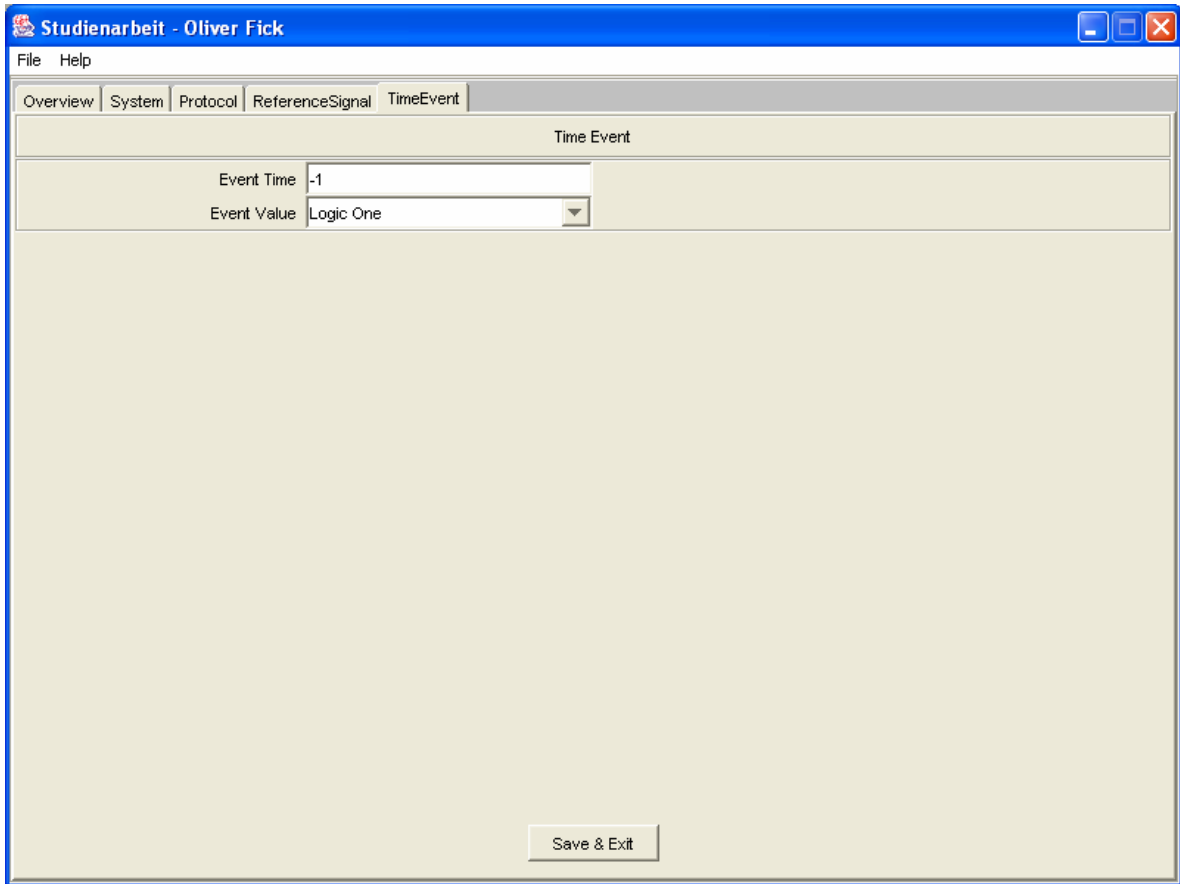 Studienarbeit - Oliver Fick
File Help
Overview System Protocol ReferenceSignal TimeEvent
Time Event
Event Time -1
Event Value Logic One
Save & Exit